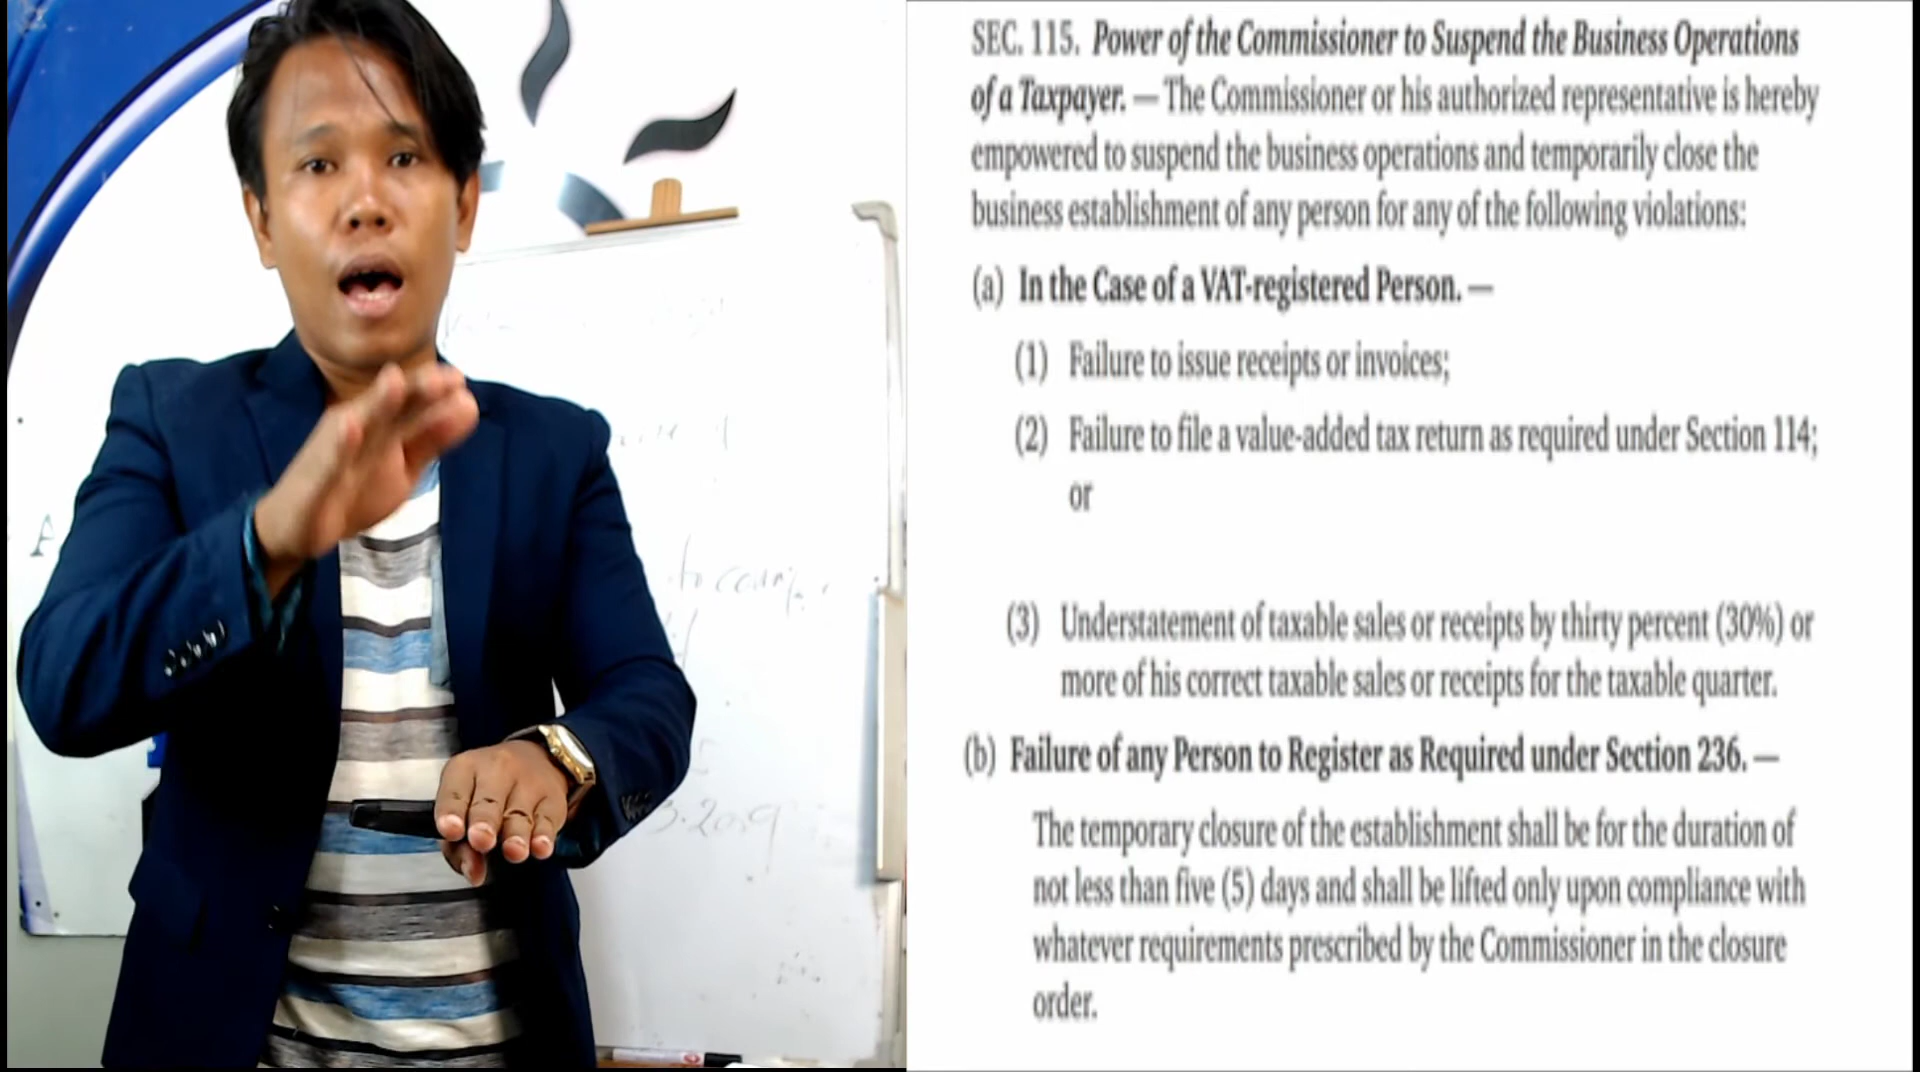 SEC. 115. Power of the Commissioner to Suspend the Business Operations
of a Taxpayer. — The Commissioner or his authorized representative is hereby
empowered to suspend the business operations and temporarily close the
business establishment of any person for any of the following violations:
(a) In the Case of a VAT-registered Person. —
(1) Failure to issue receipts or invoices;
(2) Failure to file a value-added tax return as required under Section 114;
or
(3) Understatement of taxable sales or receipts by thirty percent (30%) or
more of his correct taxable sales or receipts for the taxable quarter.
(b) Failure of any Person to Register as Required under Section 236. —
The temporary closure of the establishment shall be for the duration of
not less than five (5) days and shall be lifted only upon compliance with
whatever requirements prescribed by the Commissioner in the closure
order.
A
to